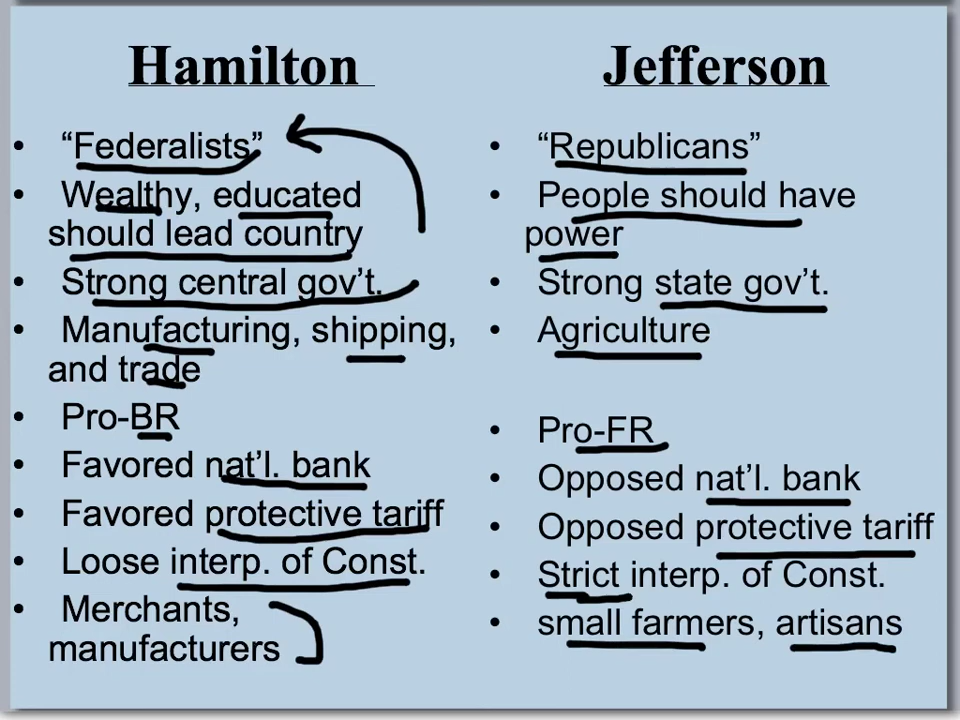 Hamilton
• “Federalists”
• Wealthy, educated
should lead country
• Strong central gov’t.
• Manufacturing, shipping,
and trade
• Pro-BR
• Favored nat’l. bank
• Favored protective tariff
• Loose interp. of Const.
• Merchants,
manufacturers
Jefferson
• “Republicans”
• People should have
power
• Strong state gov’t.
• Agriculture
• Pro-FR
• Opposed nat’l. bank
• Opposed protective tariff
• Strict interp. of Const.
• small farmers, artisans